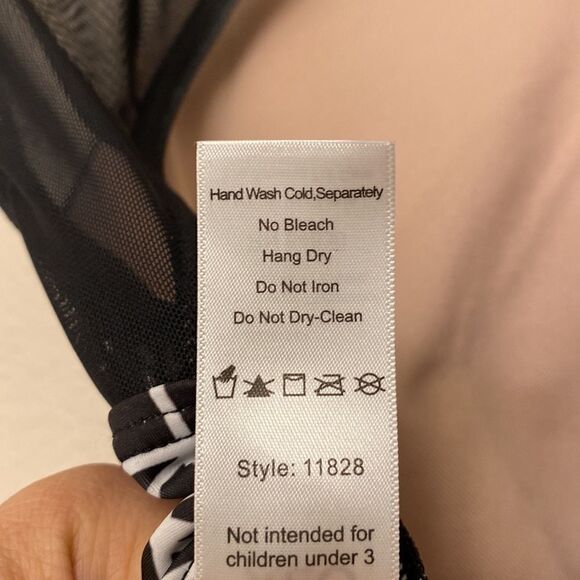 Hand Wash Cold,Separately
No Bleach
Hang Dry
Do Not Iron
Do Not Dry-Clean
Style: 11828
Not intended for
children under 3